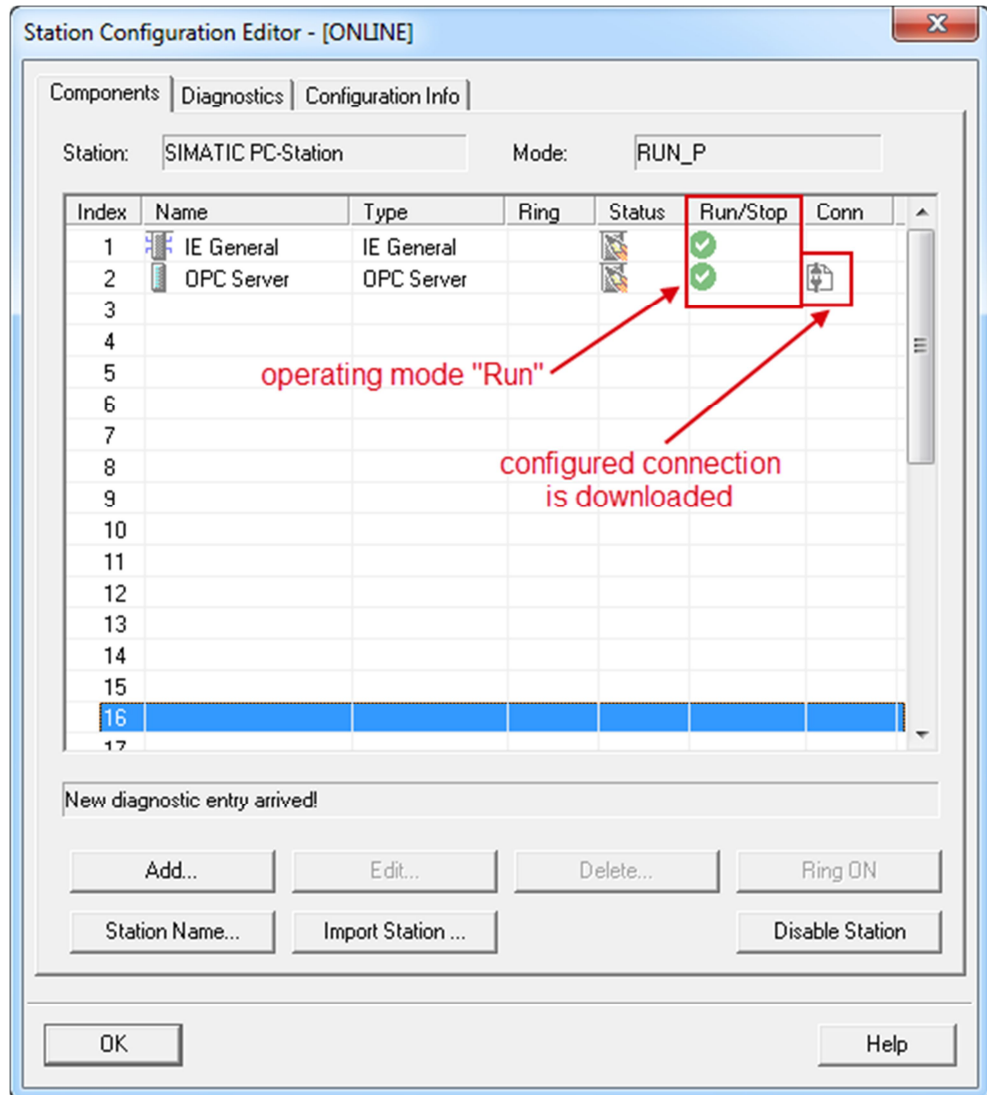 Station Configuration Editor - [ONLINE]
Components Diagnostics Configuration Info
Station: SIMATIC PC-Station Mode: RUN_P
Index Name Type Ring Status Run/Stop Conn
1 IE General IE General
2 OPC Server OPC Server
3
4
5
operating mode "Run"
6
7
8
configured connection
9
is downloaded
10
11
12
13
14
15
16
17
New diagnostic entry arrived!
Add... Edit... Delete... Ring ON
Station Name... Import Station ... Disable Station
OK Help